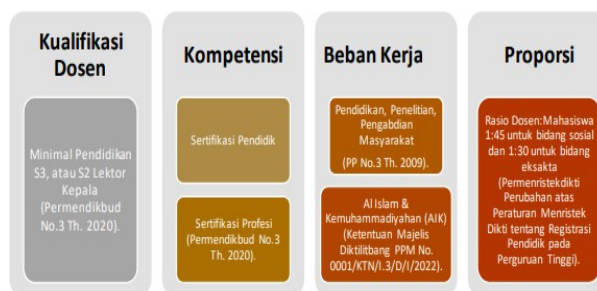 Kualifikasi
Dosen
Minimal Pendidikan
S3, atau S2 Lektor
Kepala
(Permendikbud
No.3 Th. 2020).
Kompetensi
Sertifikasi Pendidik
Sertifikasi Profesi
(Permendikbud No.3
Th. 2020).
Beban Kerja
Pendidikan, Penelitian,
Pengabdian
Masyarakat
(PP No.3 Th. 2009).
Al Islam &
Kemuhammadiyahan (AIK)
(Ketentuan Majelis
Diktilitbang PPM No.
0001/KTN/I.3/D/I/2022).
Proporsi
Rasio Dosen:Mahasiswa
1:45 untuk bidang sosial
dan 1:30 untuk bidang
eksakta
(Permenristekdikti
Perubahan atas
Peraturan Menristek
Dikti tentang Registrasi
Pendidik pada
Perguruan Tinggi).